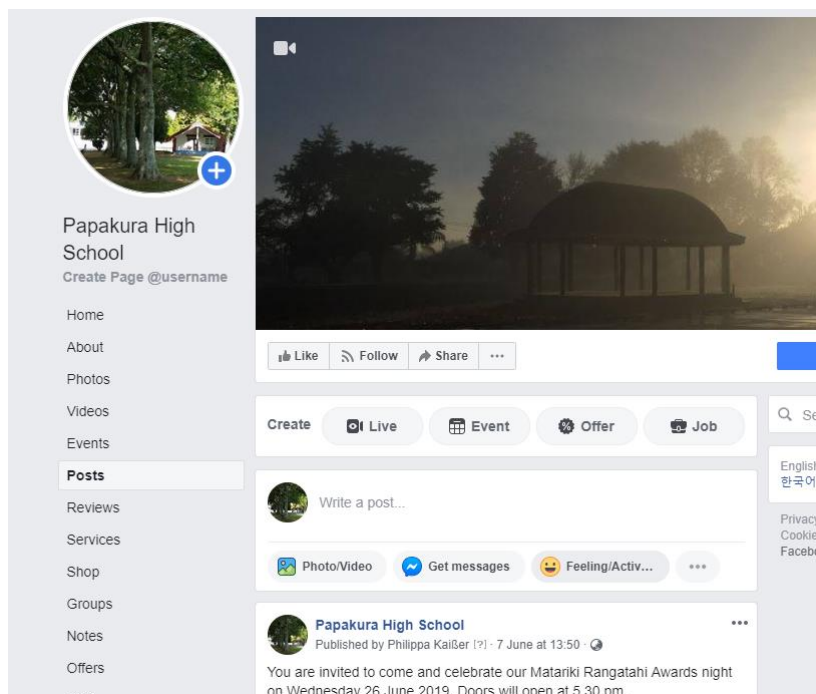 Papakura High
School
Create Page @username
Home
About
Photos
Videos
Events
Posts
Reviews
Services
Shop
Groups
Notes
Offers
Like Follow Share ...
Create Live Event Offer Job
Write a post...
Photo/Video Get messages Feeling/Activ... ...
Papakura High School ...
Published by Philippa Kaißer [?] · 7 June at 13:50 ·
You are invited to come and celebrate our Matariki Rangatahi Awards night
on Wednesday 26 June 2019. Doors will open at 5.30 pm
Se
English
한국어
Privacy
Cookie
Facebo